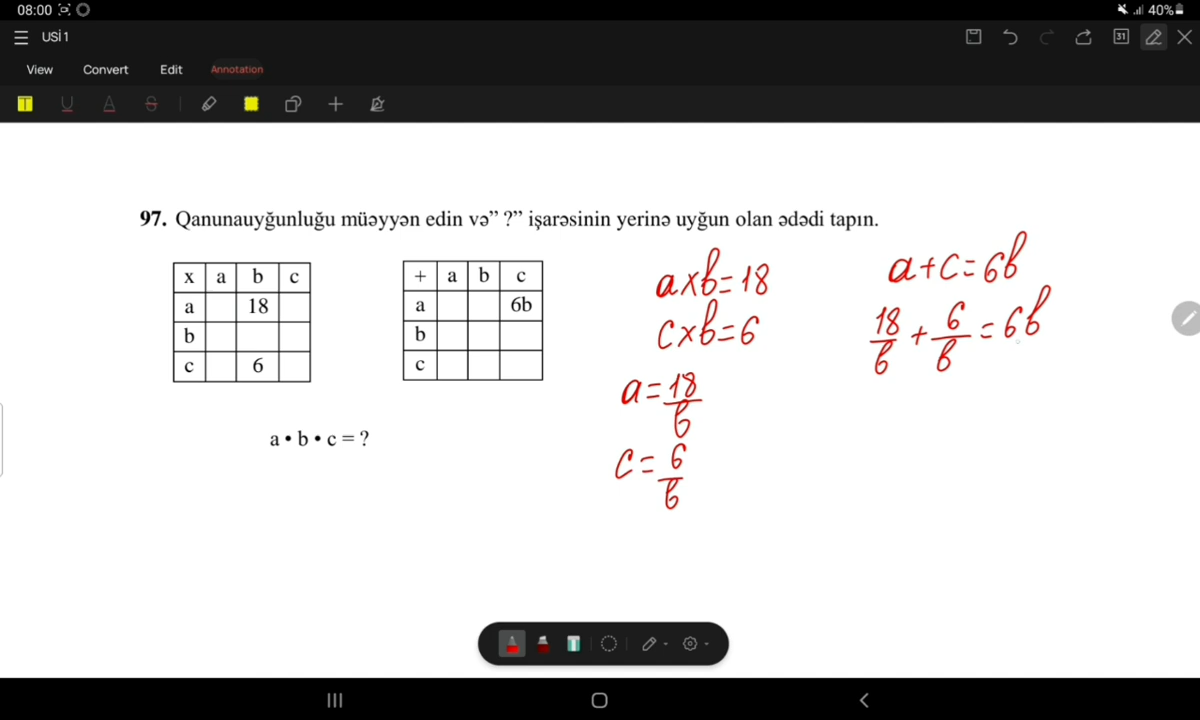 08:00 40%
USİ 1 31
View Convert Edit Annotation
T U A S
97. Qanunauyğunluğu müəyyən edin və” ?” işarəsinin yerinə uyğun olan ədədi tapın.
x a b c
a 18
b
c 6
+ a b c
a 6b
b
c
a • b • c = ?
a×b=18
c×b=6
a=18/b
c=6/b
a+c=6b
18/b + 6/b = 6b